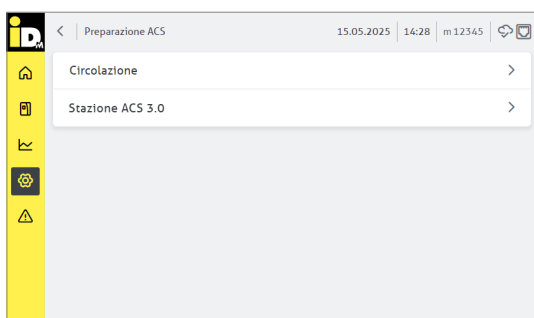 iDM
Preparazione ACS 15.05.2025 14:28 m12345
Circolazione
Stazione ACS 3.0